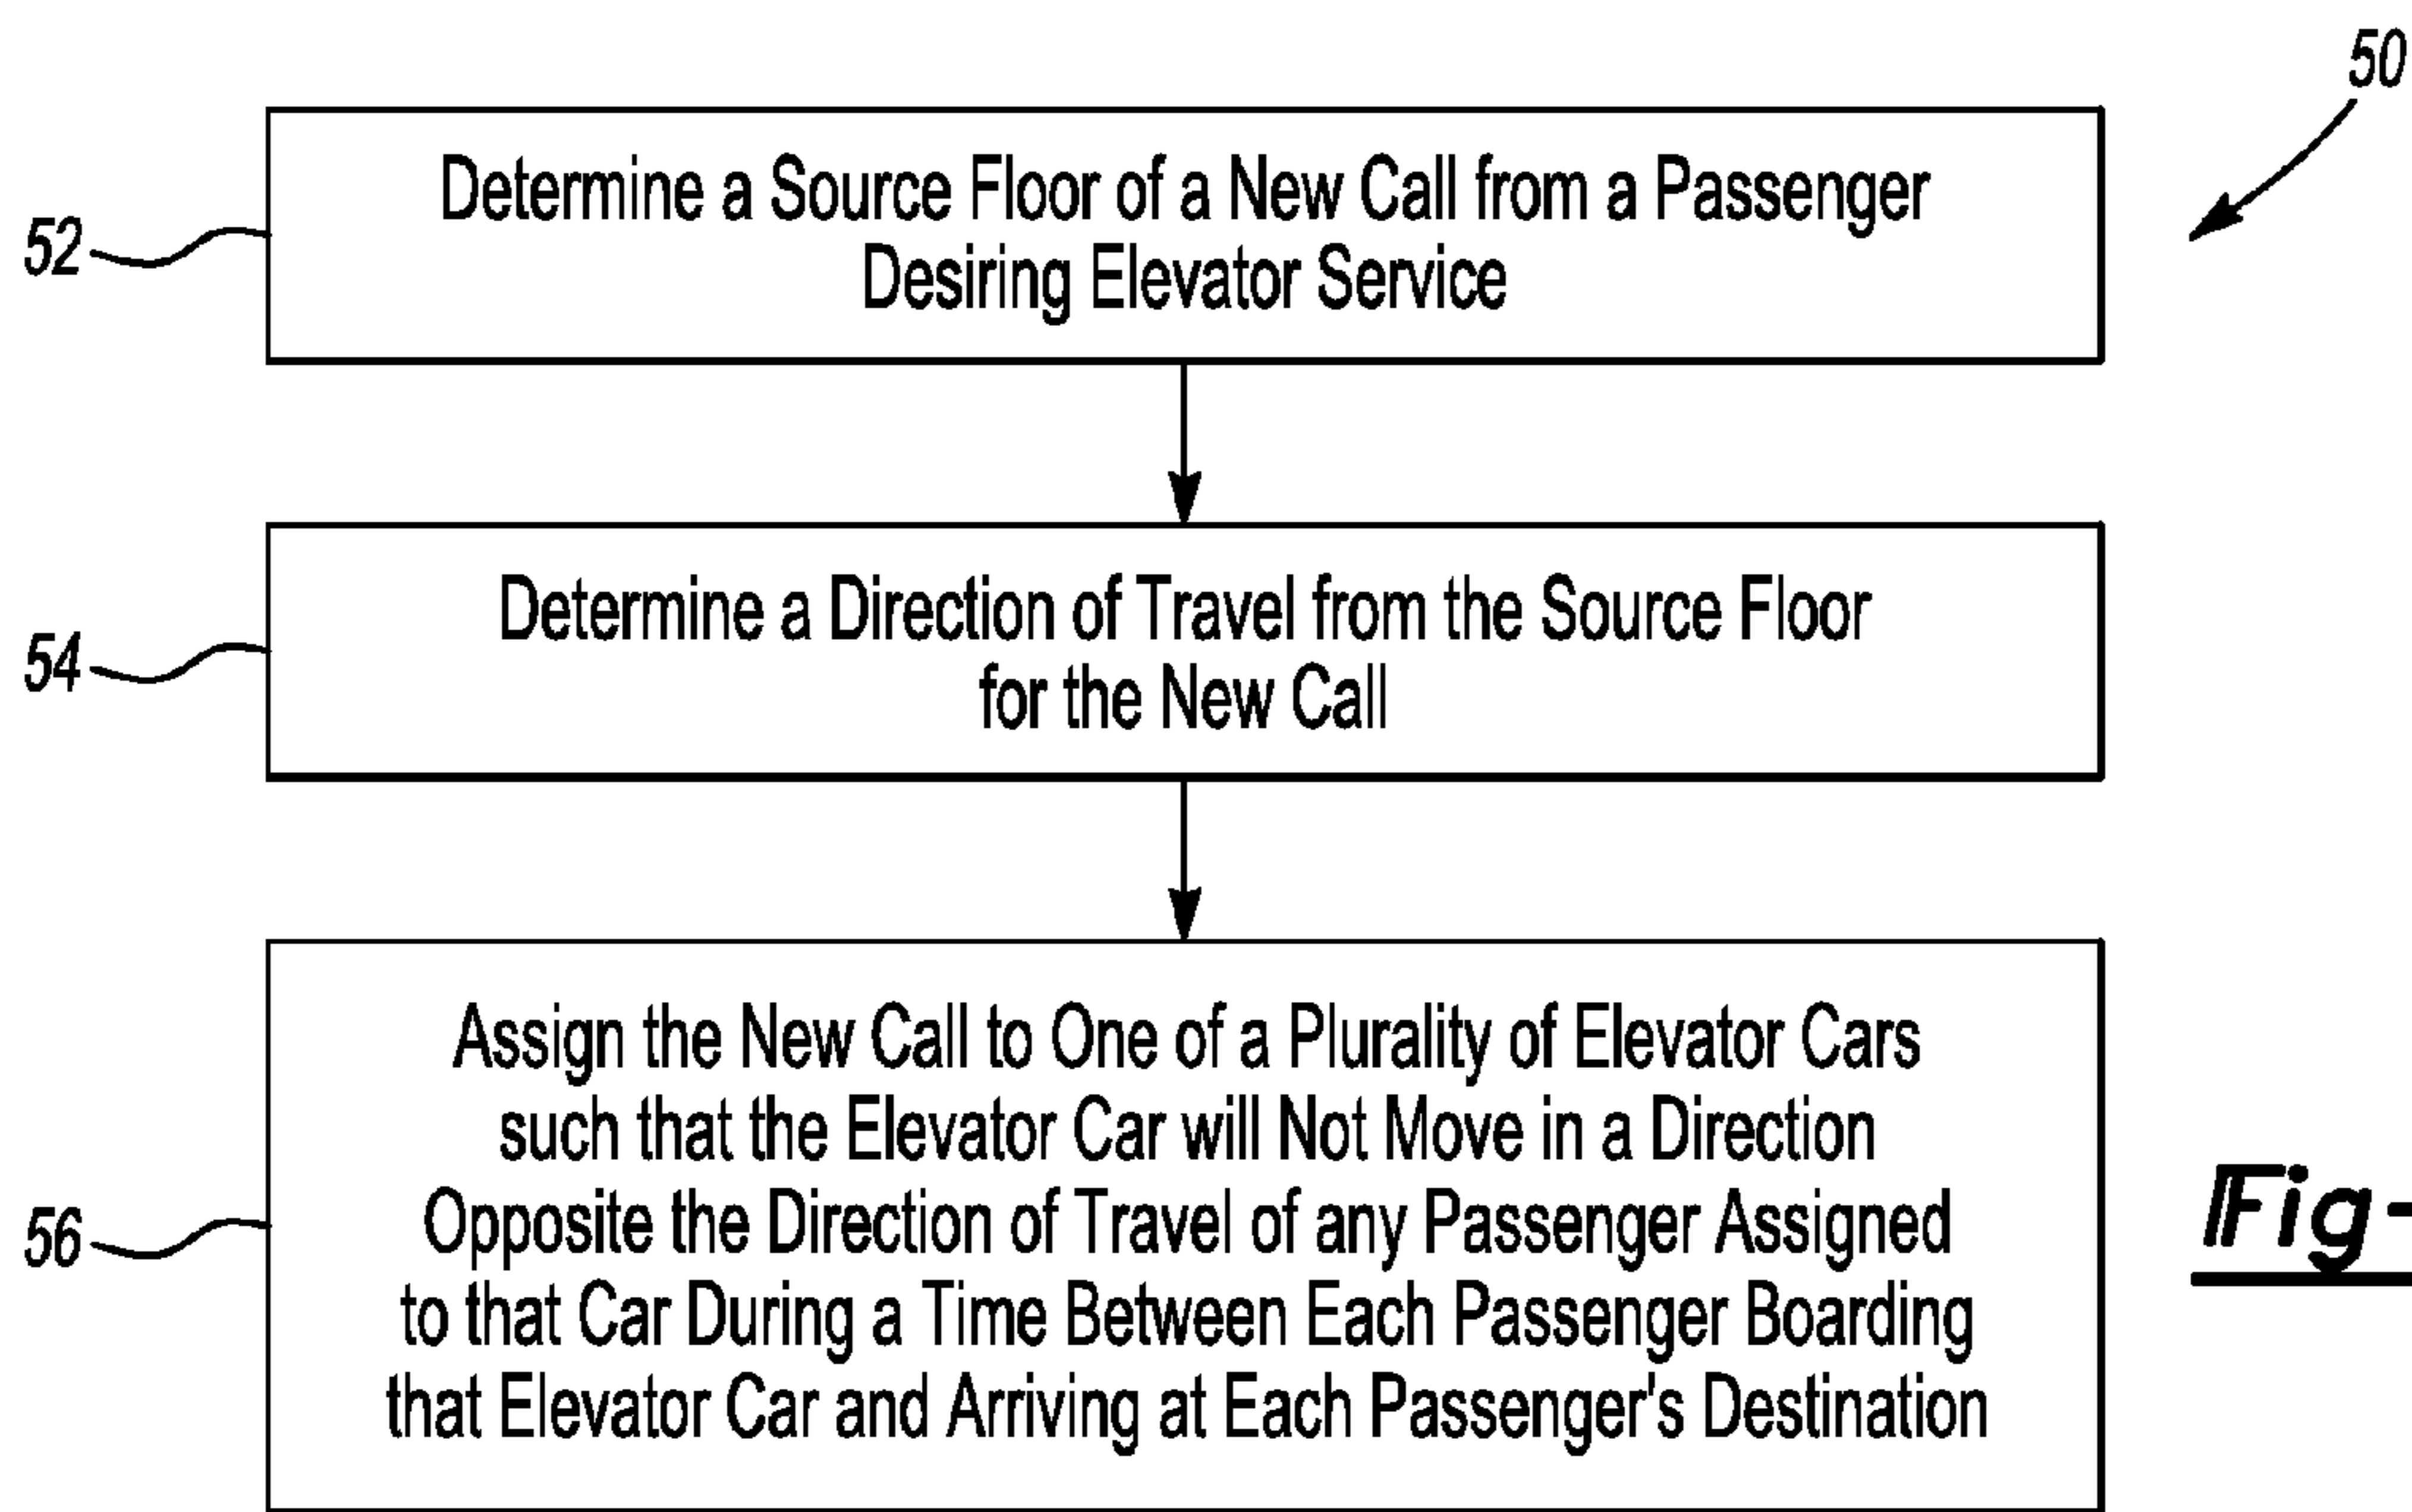 50
52
Determine a Source Floor of a New Call from a Passenger
Desiring Elevator Service
54
Determine a Direction of Travel from the Source Floor
for the New Call
56
Assign the New Call to One of a Plurality of Elevator Cars
such that the Elevator Car will Not Move in a Direction
Opposite the Direction of Travel of any Passenger Assigned
to that Car During a Time Between Each Passenger Boarding
that Elevator Car and Arriving at Each Passenger's Destination
Fig-